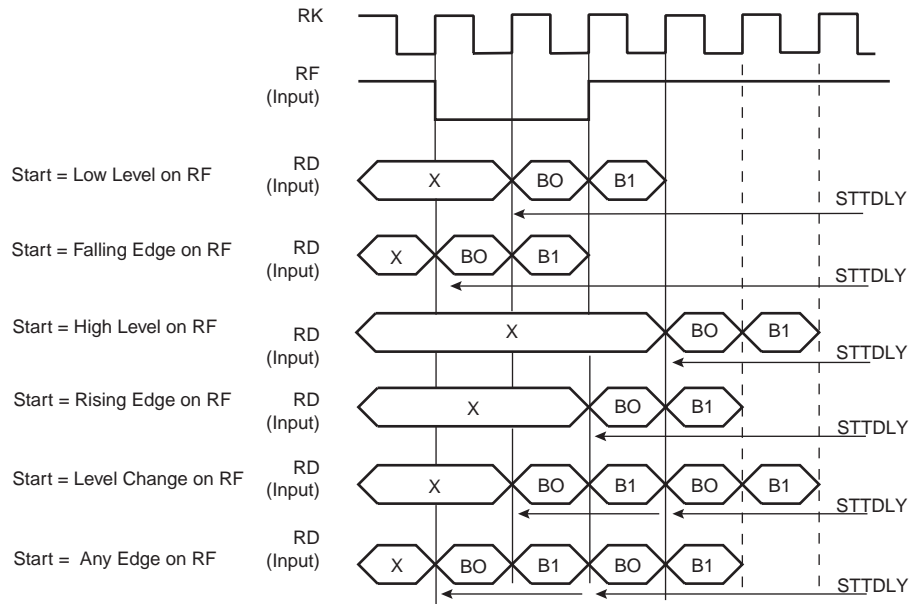 RK
RF
(Input)
Start = Low Level on RF
RD
(Input)
X
BO
B1
STTDLY
Start = Falling Edge on RF
RD
(Input)
X
BO
B1
STTDLY
Start = High Level on RF
RD
(Input)
X
BO
B1
STTDLY
Start = Rising Edge on RF
RD
(Input)
X
BO
B1
STTDLY
Start = Level Change on RF
RD
(Input)
X
BO
B1
BO
B1
STTDLY
Start = Any Edge on RF
RD
(Input)
X
BO
B1
BO
B1
STTDLY